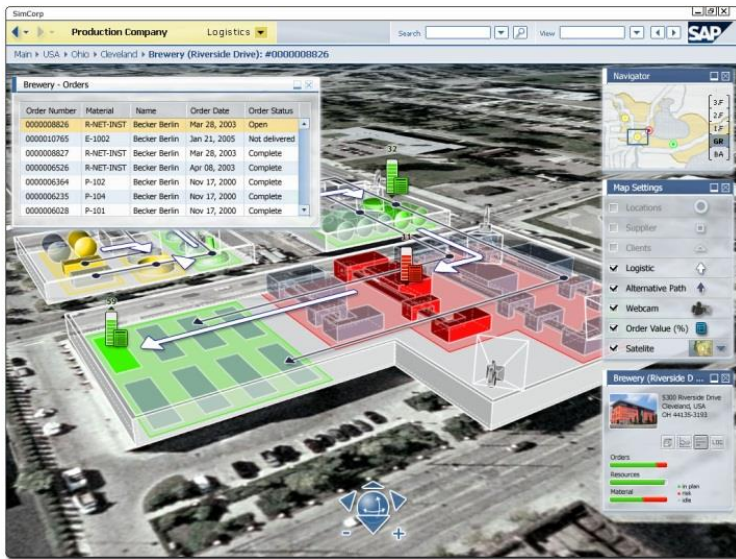 SimCorp
Production Company Logistics Search View SAP
Main USA Ohio Cleveland Brewery (Riverside Drive): #0000008826
Brewery - Orders
Order Number Material Name Order Date Order Status
0000008826 R-NET-INST Becker Berlin Mar 28, 2003 Open
0000010765 E-1002 Becker Berlin Jan 21, 2005 Not delivered
0000008827 R-NET-INST Becker Berlin Mar 28, 2003 Complete
0000006526 R-NET-INST Becker Berlin Apr 08, 2003 Complete
0000006364 P-102 Becker Berlin Nov 17, 2000 Complete
0000006235 P-104 Becker Berlin Nov 17, 2000 Complete
0000006028 P-101 Becker Berlin Nov 17, 2000 Complete
32
Navigator
3.F
2.F
1.F
GR
BA
Map Settings
Locations
Supplier
Clients
Logistic
Alternative Path
Webcam
Order Value (%)
Satelite
Brewery (Riverside D ...
5300 Riverside Drive
Cleveland, USA
OH 44135-3193
LOG
Orders
Resources
Material
in plan
risk
idle